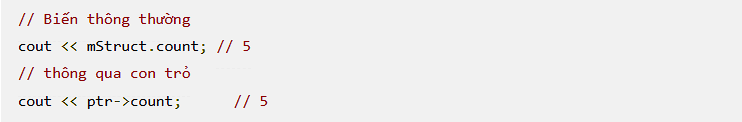 // Biến thông thường
cout << mStruct.count; // 5
// thông qua con trỏ
cout << ptr->count;      // 5